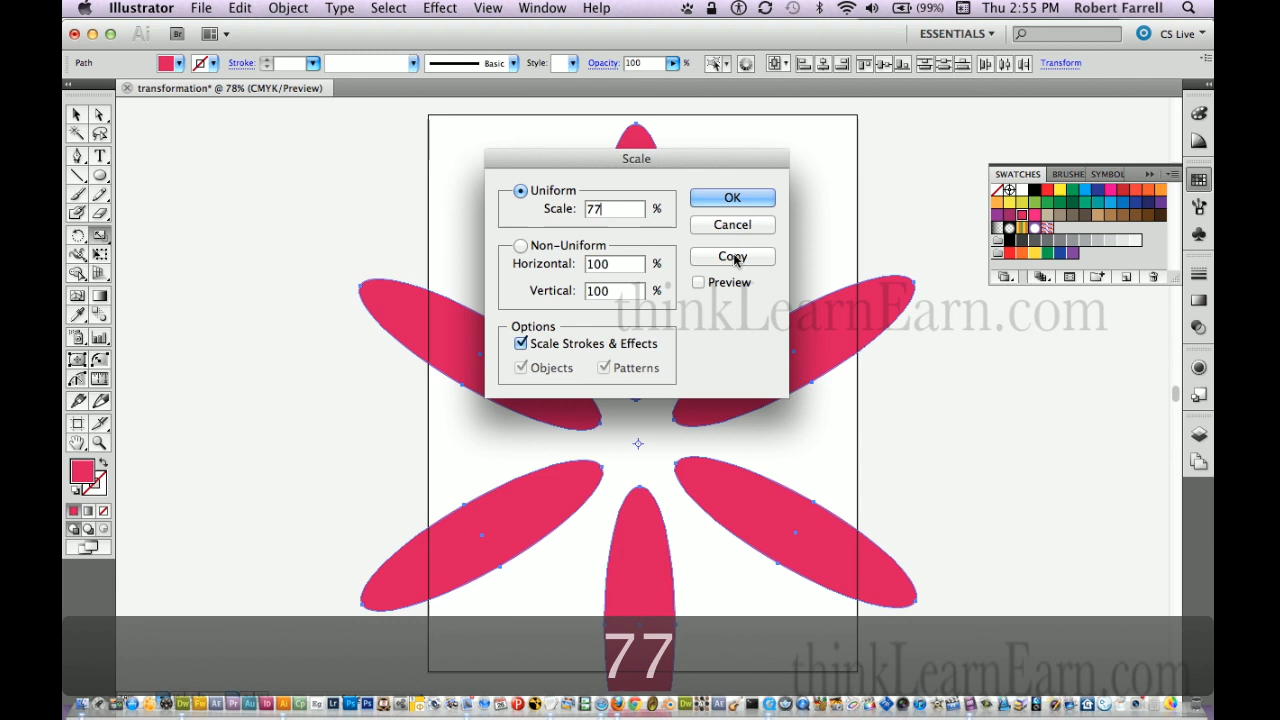 Illustrator File Edit Object Type Select Effect View Window Help (99%) Thu 2:55 PM Robert Farrell
Ai Br ESSENTIALS CS Live
Path Stroke: Basic Style: Opacity: 100 % Transform
transformation* @ 78% (CMYK/Preview)
Scale
Uniform
Scale: 77 %
OK
Cancel
Copy
Preview
Non-Uniform
Horizontal: 100 %
Vertical: 100 %
Options
Scale Strokes & Effects
Objects Patterns
SWATCHES BRUSHE SYMBOL
thinkLearnEarn.com
77
thinkLearnEarn.com